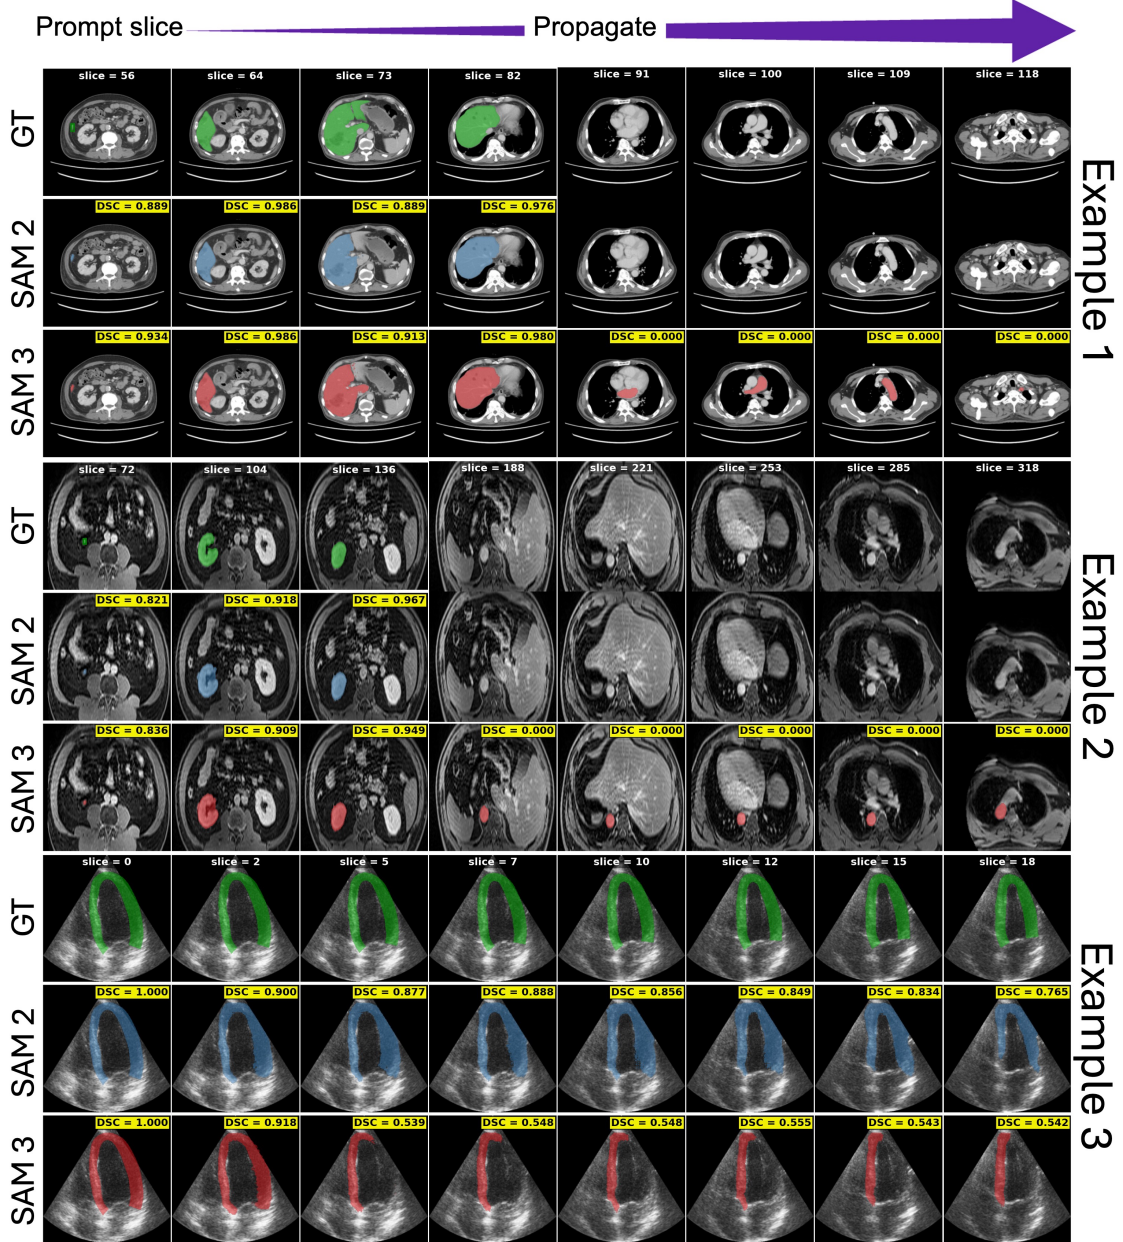 Prompt slice Propagate
GT
slice = 56 slice = 64 slice = 73 slice = 82 slice = 91 slice = 100 slice = 109 slice = 118
SAM 2
DSC = 0.889 DSC = 0.986 DSC = 0.889 DSC = 0.976
SAM 3
DSC = 0.934 DSC = 0.986 DSC = 0.913 DSC = 0.980 DSC = 0.000 DSC = 0.000 DSC = 0.000 DSC = 0.000
Example 1
GT
slice = 72 slice = 104 slice = 136 slice = 188 slice = 221 slice = 253 slice = 285 slice = 318
SAM 2
DSC = 0.821 DSC = 0.918 DSC = 0.967
SAM 3
DSC = 0.836 DSC = 0.909 DSC = 0.949 DSC = 0.000 DSC = 0.000 DSC = 0.000 DSC = 0.000 DSC = 0.000
Example 2
GT
slice = 0 slice = 2 slice = 5 slice = 7 slice = 10 slice = 12 slice = 15 slice = 18
SAM 2
DSC = 1.000 DSC = 0.900 DSC = 0.877 DSC = 0.888 DSC = 0.856 DSC = 0.849 DSC = 0.834 DSC = 0.765
SAM 3
DSC = 1.000 DSC = 0.918 DSC = 0.539 DSC = 0.548 DSC = 0.548 DSC = 0.555 DSC = 0.543 DSC = 0.542
Example 3